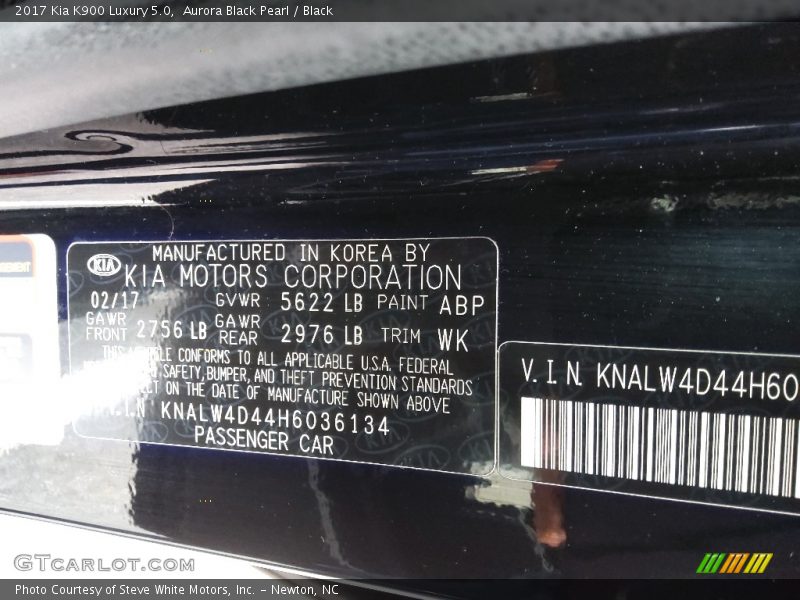 2017 Kia K900 Luxury 5.0, Aurora Black Pearl / Black
MANUFACTURED IN KOREA BY
KIA KIA MOTORS CORPORATION
02/17 GVWR 5622 LB PAINT ABP
GAWR FRONT 2756 LB GAWR REAR 2976 LB TRIM WK
THIS CONFORMS TO ALL APPLICABLE U.S.A. FEDERAL
SAFETY, BUMPER, AND THEFT PREVENTION STANDARDS
ON THE DATE OF MANUFACTURE SHOWN ABOVE
V.I.N KNALW4D44H6036134
PASSENGER CAR
V.I.N. KNALW4D44H60
GTCARLOT.COM
Photo Courtesy of Steve White Motors, Inc. – Newton, NC